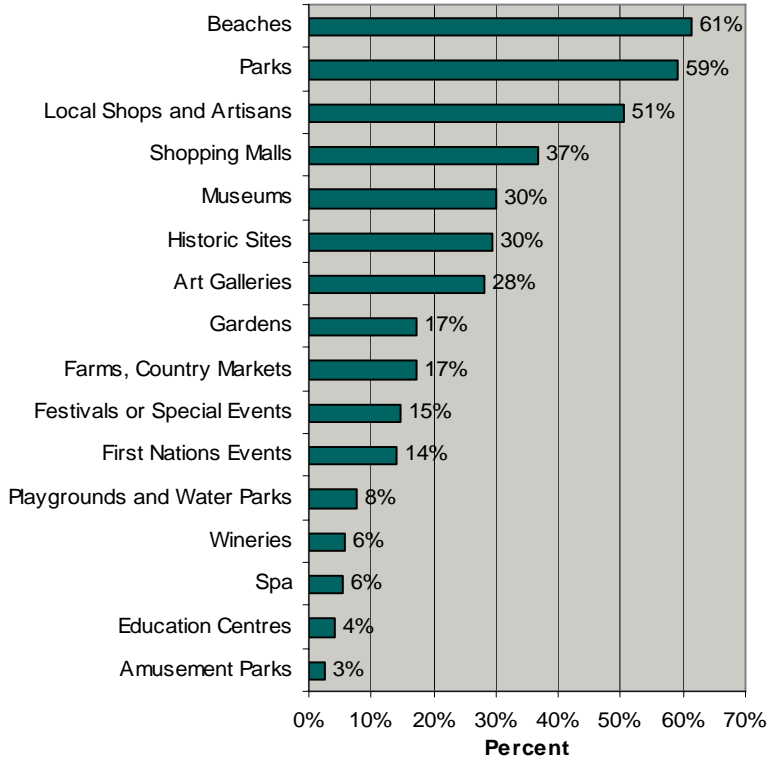 Beaches 61%
Parks 59%
Local Shops and Artisans 51%
Shopping Malls 37%
Museums 30%
Historic Sites 30%
Art Galleries 28%
Gardens 17%
Farms, Country Markets 17%
Festivals or Special Events 15%
First Nations Events 14%
Playgrounds and Water Parks 8%
Wineries 6%
Spa 6%
Education Centres 4%
Amusement Parks 3%
0% 10% 20% 30% 40% 50% 60% 70%
Percent